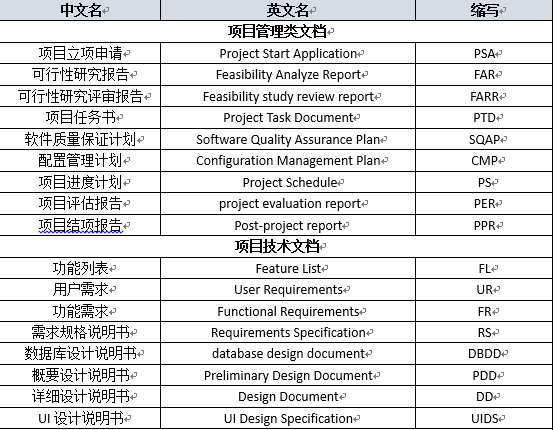 中文名 英文名 缩写
项目管理类文档
项目立项申请 Project Start Application PSA
可行性研究报告 Feasibility Analyze Report FAR
可行性研究评审报告 Feasibility study review report FARR
项目任务书 Project Task Document PTD
软件质量保证计划 Software Quality Assurance Plan SQAP
配置管理计划 Configuration Management Plan CMP
项目进度计划 Project Schedule PS
项目评估报告 project evaluation report PER
项目结项报告 Post-project report PPR
项目技术文档
功能列表 Feature List FL
用户需求 User Requirements UR
功能需求 Functional Requirements FR
需求规格说明书 Requirements Specification RS
数据库设计说明书 database design document DBDD
概要设计说明书 Preliminary Design Document PDD
详细设计说明书 Design Document DD
UI 设计说明书 UI Design Specification UIDS